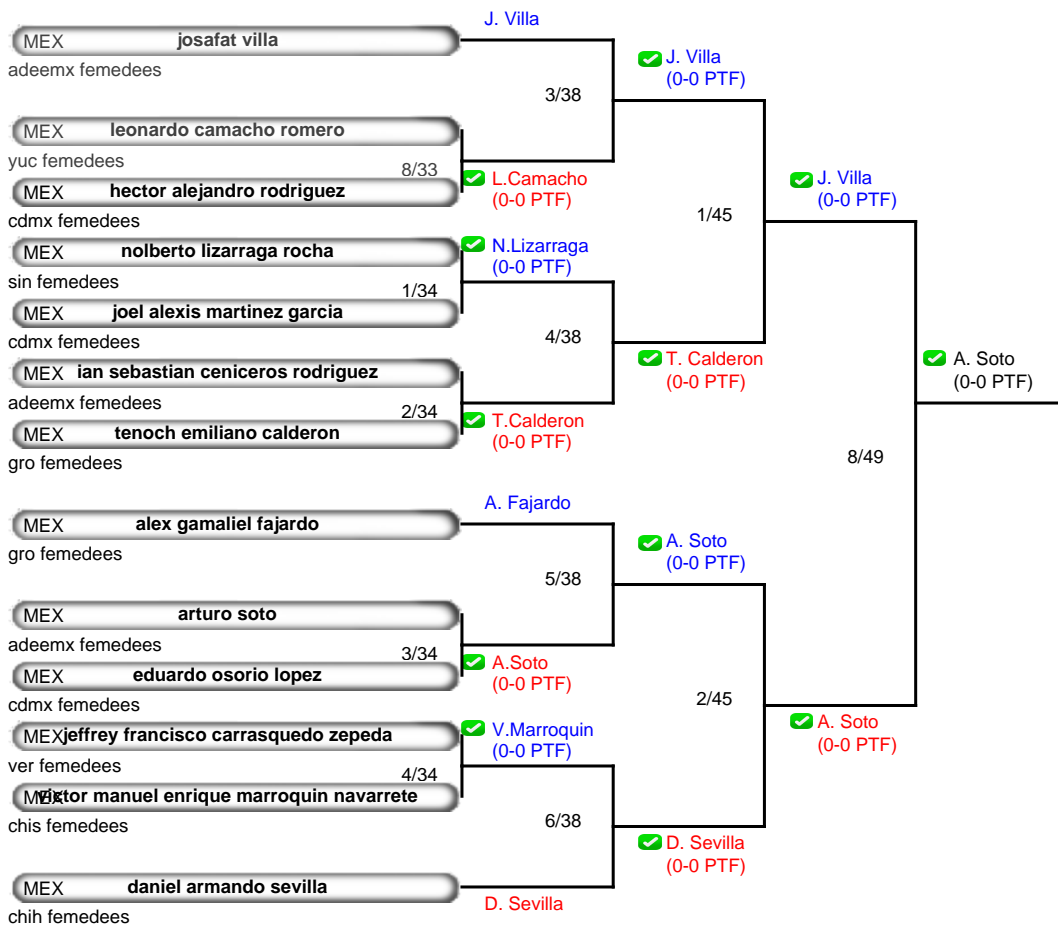 J. Villa
MEX josafat villa
adeemx femedees
J. Villa
(0-0 PTF)
3/38
MEX leonardo camacho romero
yuc femedees
8/33
L.Camacho
(0-0 PTF)
MEX hector alejandro rodriguez
cdmx femedees
J. Villa
(0-0 PTF)
1/45
MEX nolberto lizarraga rocha
sin femedees
N.Lizarraga
(0-0 PTF)
1/34
MEX joel alexis martinez garcia
cdmx femedees
4/38
T. Calderon
(0-0 PTF)
MEX ian sebastian ceniceros rodriguez
adeemx femedees
2/34
T.Calderon
(0-0 PTF)
MEX tenoch emiliano calderon
gro femedees
A. Soto
(0-0 PTF)
8/49
A. Fajardo
MEX alex gamaliel fajardo
gro femedees
A. Soto
(0-0 PTF)
5/38
MEX arturo soto
adeemx femedees
3/34
A.Soto
(0-0 PTF)
MEX eduardo osorio lopez
cdmx femedees
2/45
A. Soto
(0-0 PTF)
MEX jeffrey francisco carrasquedo zepeda
ver femedees
V.Marroquin
(0-0 PTF)
4/34
MEX victor manuel enrique marroquin navarrete
chis femedees
6/38
D. Sevilla
(0-0 PTF)
MEX daniel armando sevilla
chih femedees
D. Sevilla